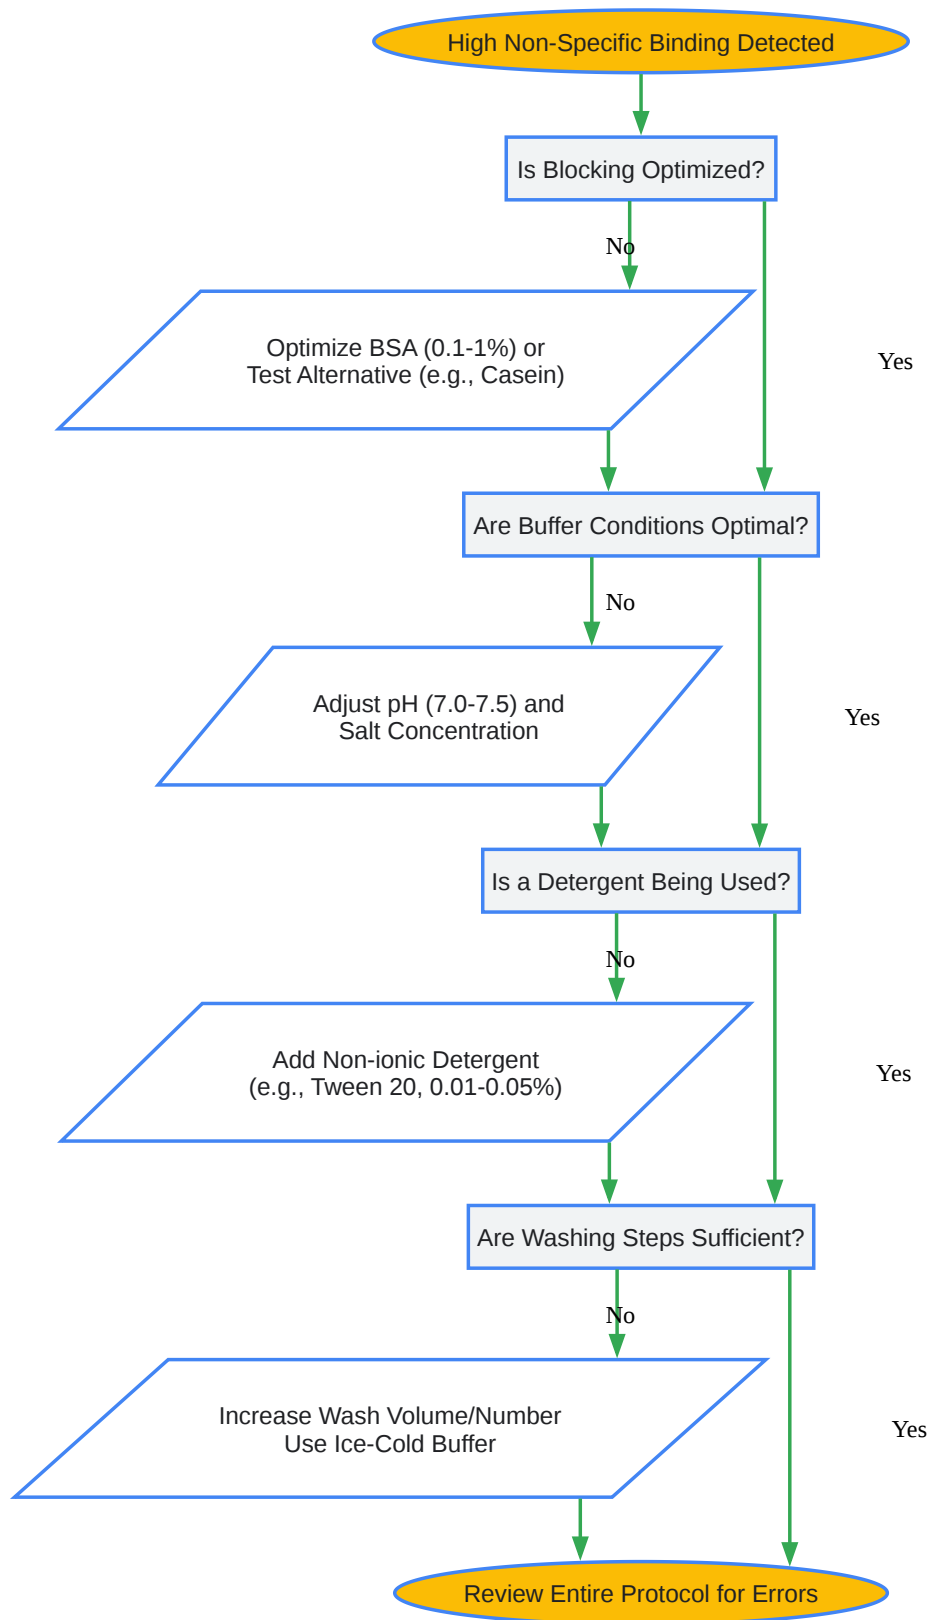 High Non-Specific Binding Detected
Is Blocking Optimized?
No
Optimize BSA (0.1-1%) or
Test Alternative (e.g., Casein)
Yes
Are Buffer Conditions Optimal?
No
Adjust pH (7.0-7.5) and
Salt Concentration
Yes
Is a Detergent Being Used?
No
Add Non-ionic Detergent
(e.g., Tween 20, 0.01-0.05%)
Yes
Are Washing Steps Sufficient?
No
Increase Wash Volume/Number
Use Ice-Cold Buffer
Yes
Review Entire Protocol for Errors